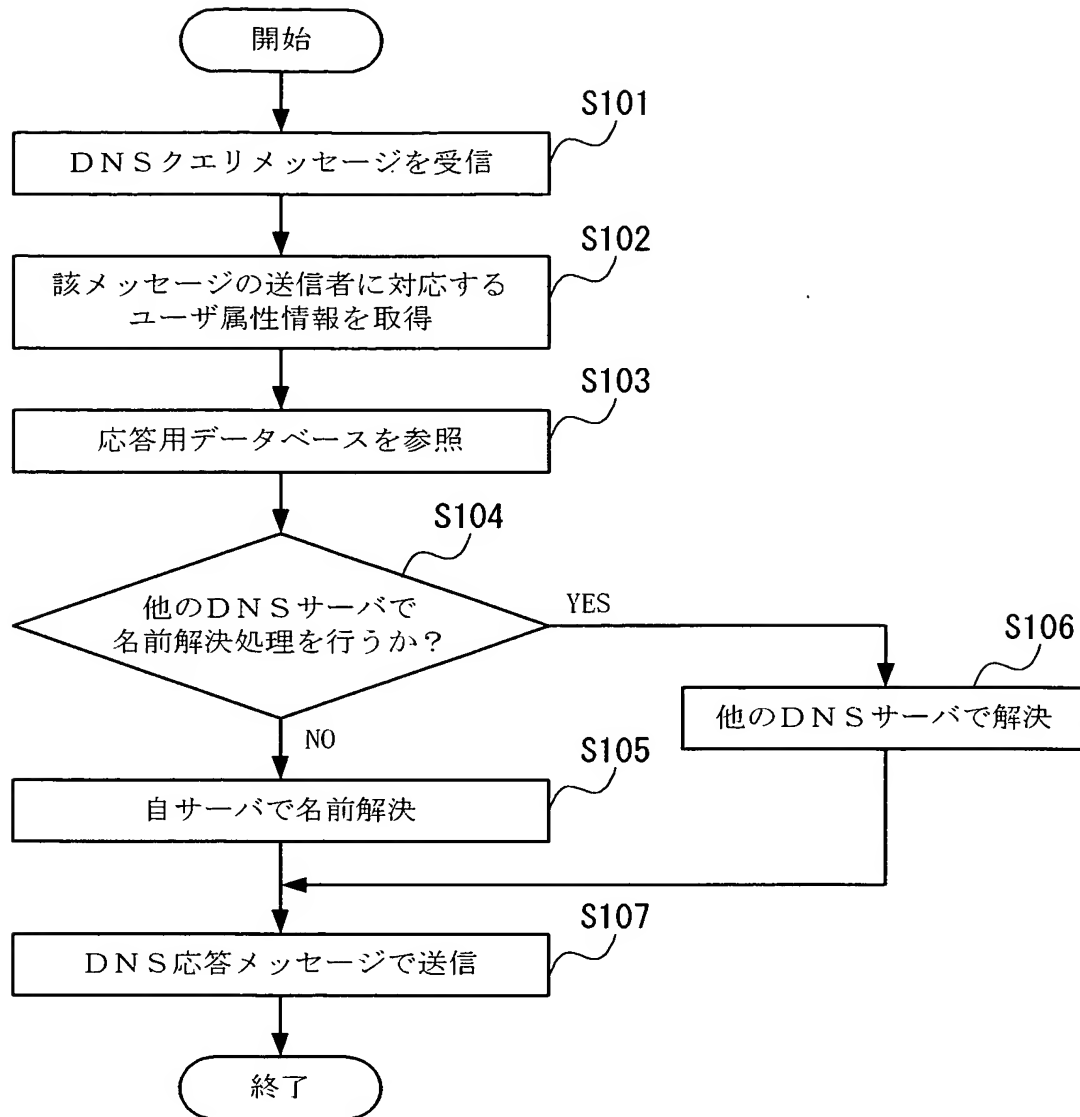 開始
S101
DNSクエリメッセージを受信
S102
該メッセージの送信者に対応する
ユーザ属性情報を取得
S103
応答用データベースを参照
S104
他のDNSサーバで
名前解決処理を行うか？
YES
S106
他のDNSサーバで解決
NO
S105
自サーバで名前解決
S107
DNS応答メッセージで送信
終了